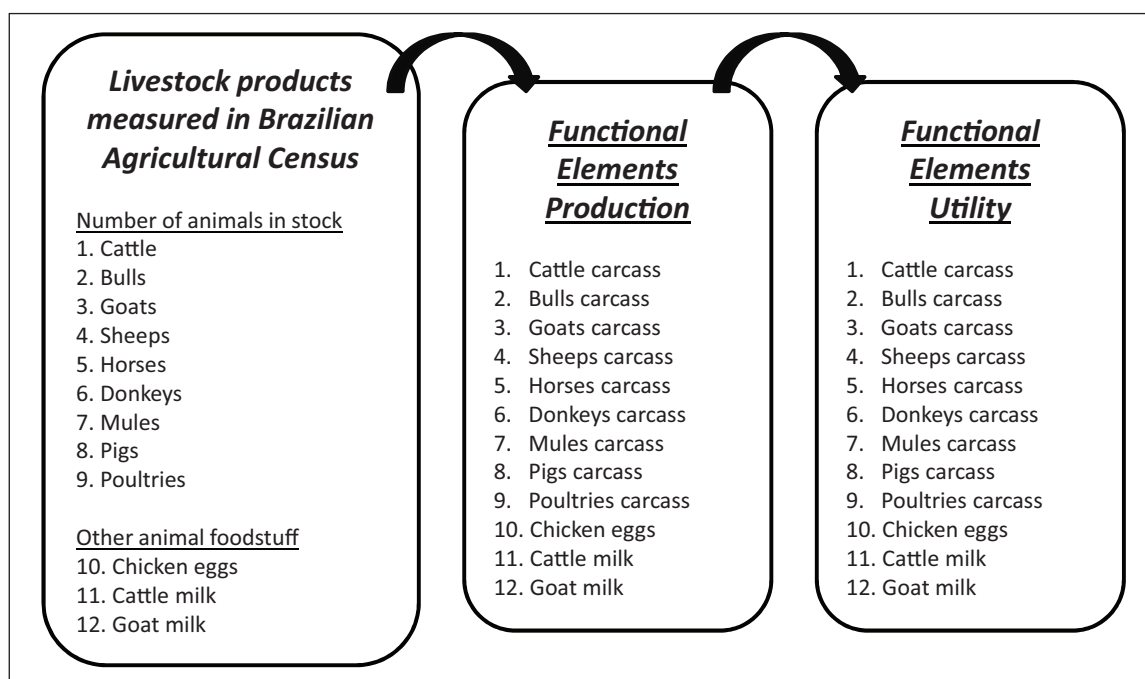 Livestock products
measured in Brazilian
Agricultural Census
Number of animals in stock
1. Cattle
2. Bulls
3. Goats
4. Sheeps
5. Horses
6. Donkeys
7. Mules
8. Pigs
9. Poultries
Other animal foodstuff
10. Chicken eggs
11. Cattle milk
12. Goat milk
Functional
Elements
Production
1. Cattle carcass
2. Bulls carcass
3. Goats carcass
4. Sheeps carcass
5. Horses carcass
6. Donkeys carcass
7. Mules carcass
8. Pigs carcass
9. Poultries carcass
10. Chicken eggs
11. Cattle milk
12. Goat milk
Functional
Elements
Utility
1. Cattle carcass
2. Bulls carcass
3. Goats carcass
4. Sheeps carcass
5. Horses carcass
6. Donkeys carcass
7. Mules carcass
8. Pigs carcass
9. Poultries carcass
10. Chicken eggs
11. Cattle milk
12. Goat milk